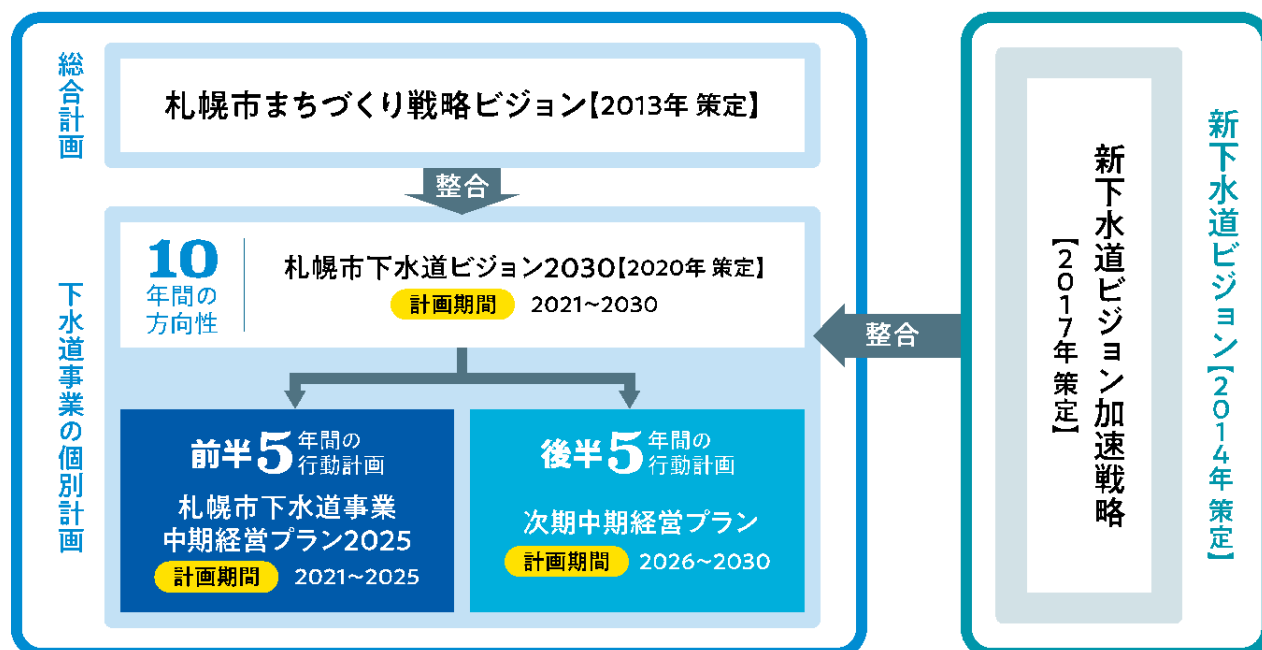 総合計画
札幌市まちづくり戦略ビジョン【2013年 策定】
整合
下水道事業の個別計画
10
年間の
方向性
札幌市下水道ビジョン2030【2020年 策定】
計画期間 2021~2030
前半5年間の
行動計画
札幌市下水道事業
中期経営プラン2025
計画期間 2021~2025
後半5年間の
行動計画
次期中期経営プラン
計画期間 2026~2030
整合
新下水道ビジョン【2014年 策定】
新下水道ビジョン加速戦略
【2017年 策定】